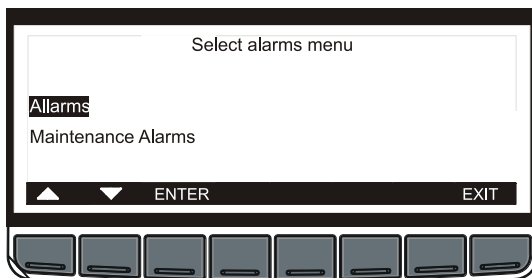 Select alarms menu
Allarms
Maintenance Alarms
ENTER EXIT